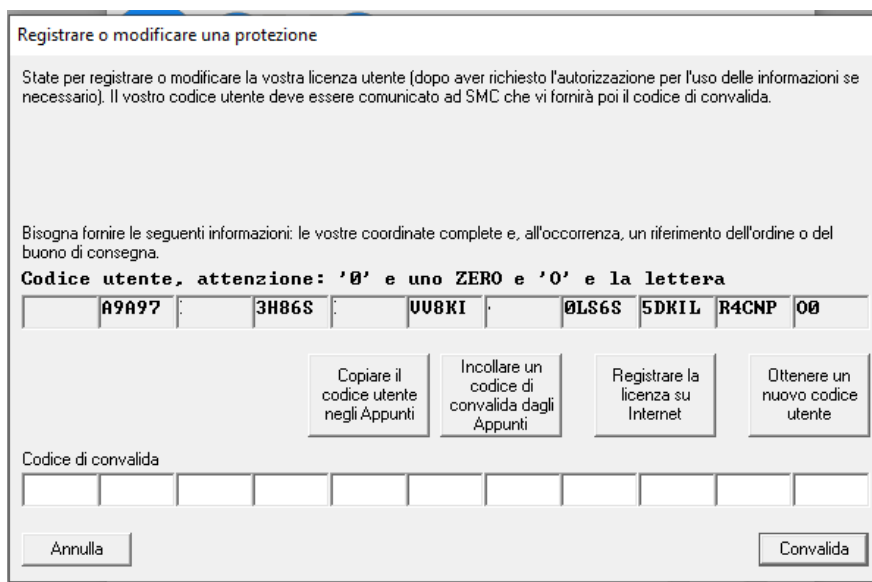 Registrare o modificare una protezione
State per registrare o modificare la vostra licenza utente (dopo aver richiesto l'autorizzazione per l'uso delle informazioni se
necessario). Il vostro codice utente deve essere comunicato ad SMC che vi fornirà poi il codice di convalida.
Bisogna fornire le seguenti informazioni: le vostre coordinate complete e, all'occorrenza, un riferimento dell'ordine o del
buono di consegna.
Codice utente, attenzione: '0' e uno ZERO e 'O' e la lettera
A9A97 3H86S VV8KI 0LS6S 5DKIL R4CNP O0
Copiare il
codice utente
negli Appunti
Incollare un
codice di
convalida dagli
Appunti
Registrare la
licenza su
Internet
Ottenere un
nuovo codice
utente
Codice di convalida
Annulla
Convalida